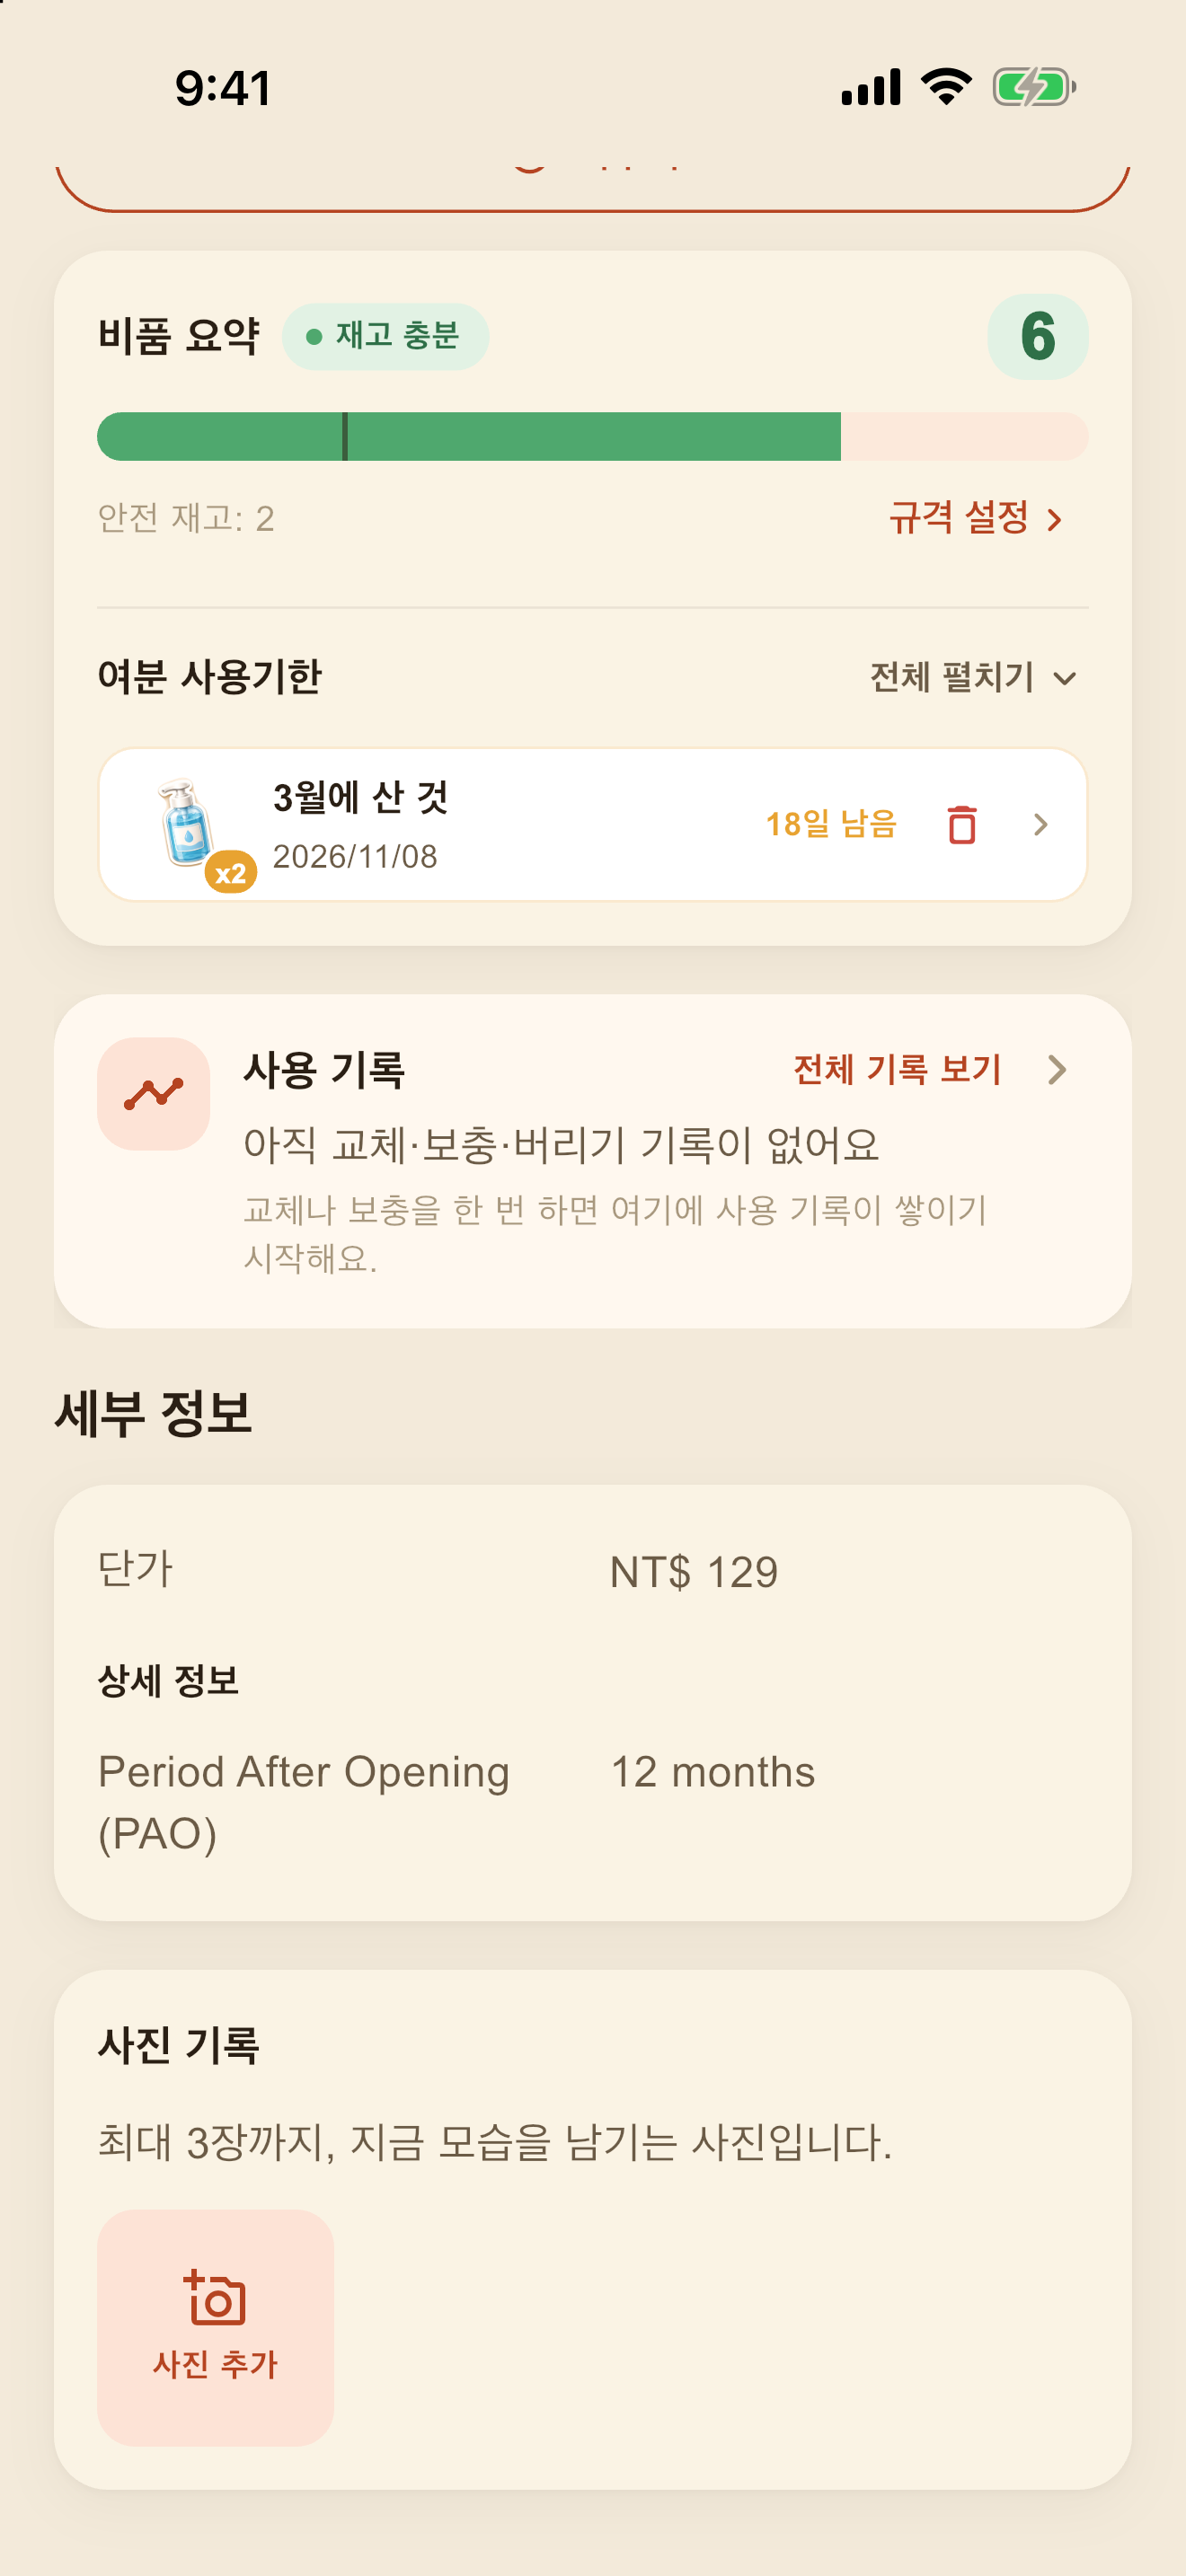 9:41
비품 요약
재고 충분
6
안전 재고: 2
규격 설정
여분 사용기한
전체 펼치기
3월에 산 것
18일 남음
x2
2026/11/08
사용 기록
전체 기록 보기
아직 교체·보충·버리기 기록이 없어요
교체나 보충을 한 번 하면 여기에 사용 기록이 쌓이기
시작해요.
세부 정보
단가
NT$ 129
상세 정보
Period After Opening
12 months
(PAO)
사진 기록
최대 3장까지, 지금 모습을 남기는 사진입니다.
사진 추가